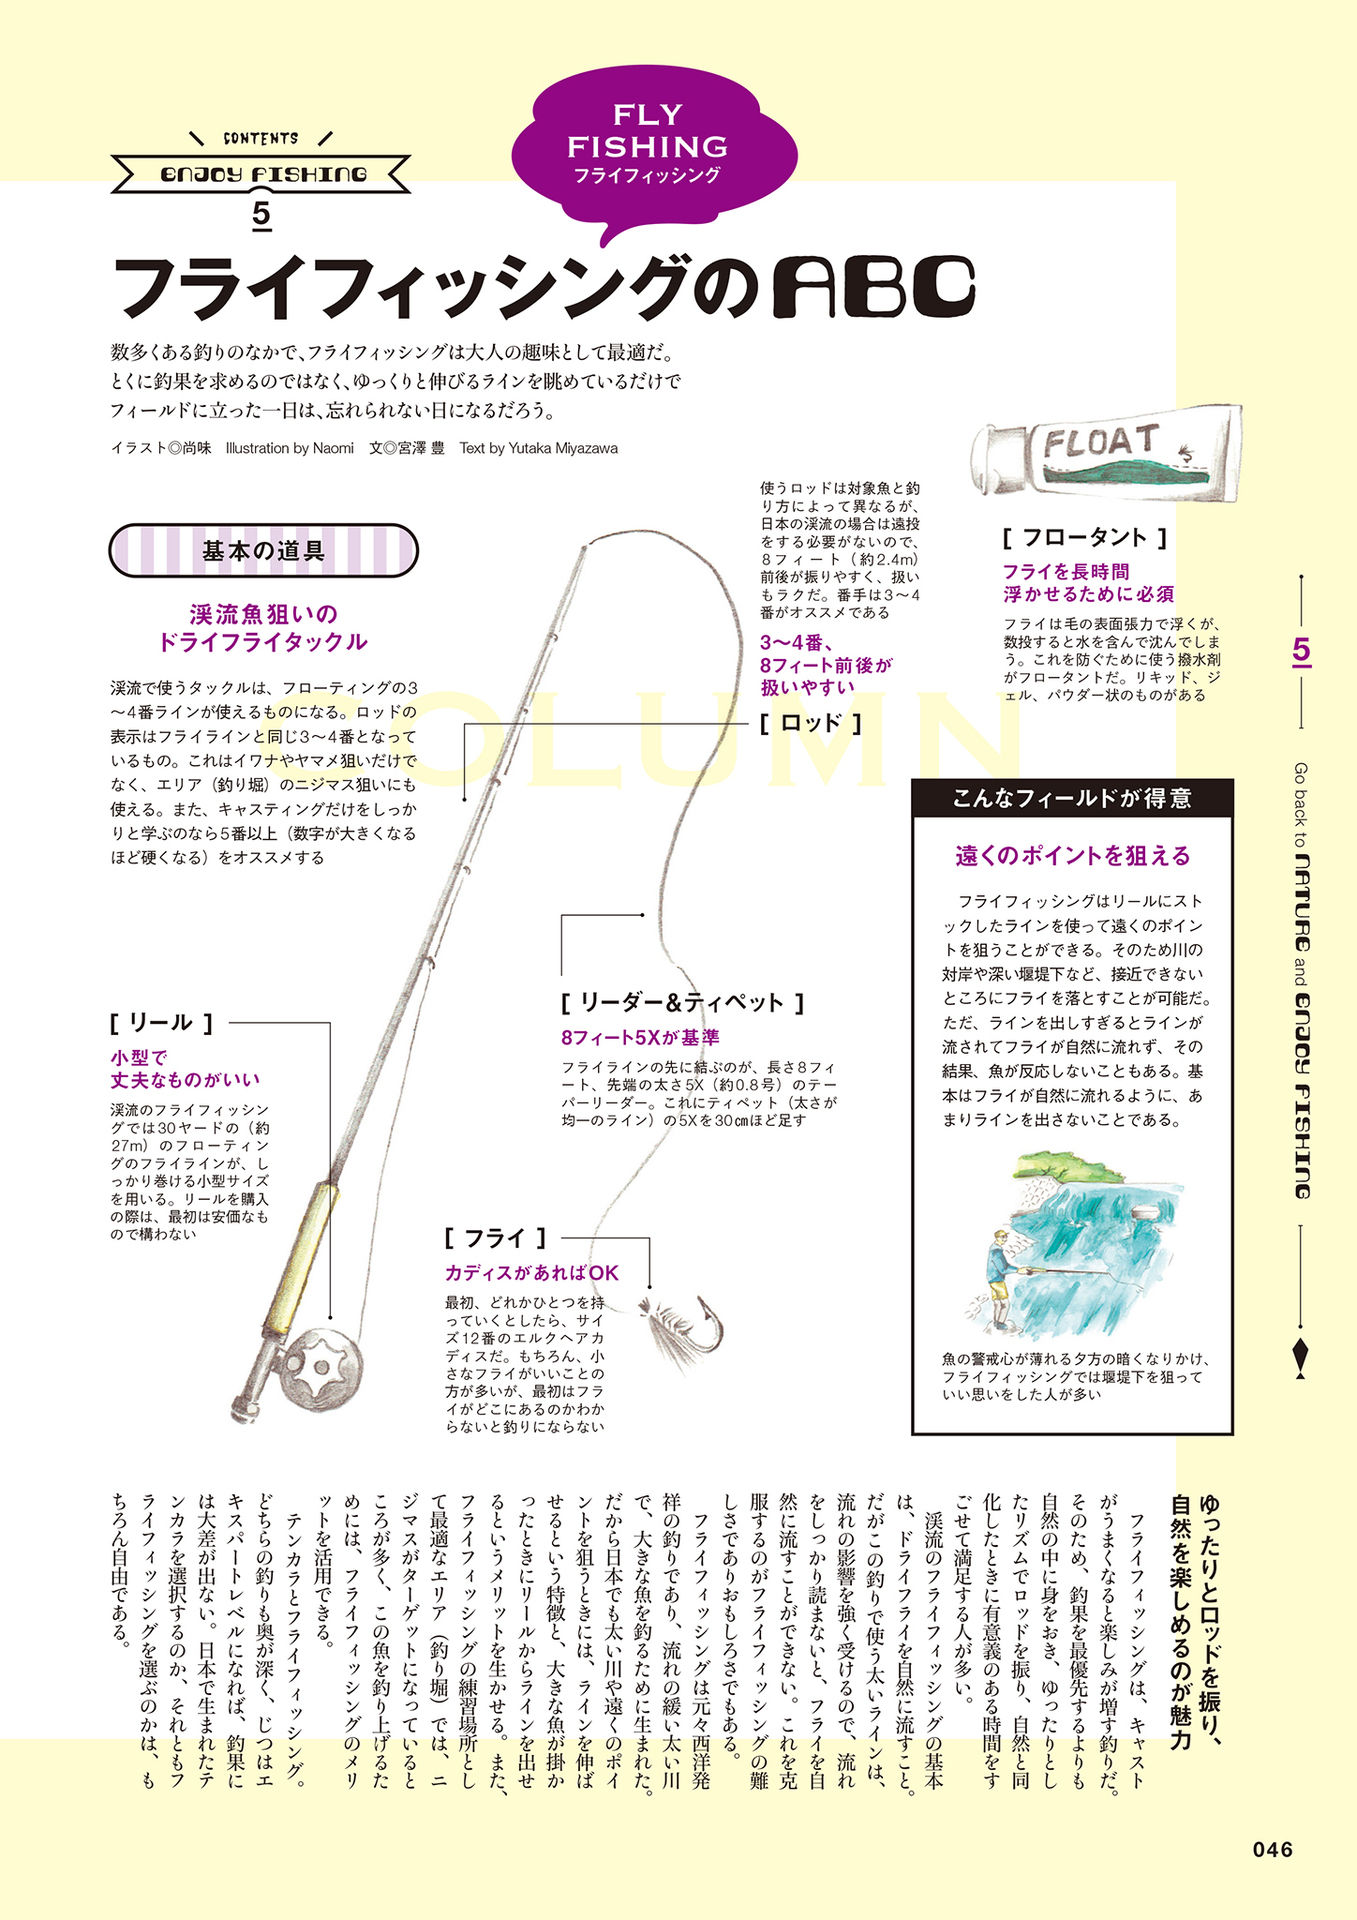 CONTENTS
ENJOY FISHING
5
FLY
FISHING
フライフィッシング
フライフィッシングのABC
数多くある釣りのなかで、フライフィッシングは大人の趣味として最適だ。
とくに釣果を求めるのではなく、ゆっくりと伸びるラインを眺めているだけで
フィールドに立った一日は、忘れられない日になるだろう。
イラスト◎尚味　Illustration by Naomi　文◎宮澤 豊　Text by Yutaka Miyazawa
COLUMN
基本の道具
渓流魚狙いの
ドライフライタックル
渓流で使うタックルは、フローティングの3
〜4番ラインが使えるものになる。ロッドの
表示はフライラインと同じ3〜4番となって
いるもの。これはイワナやヤマメ狙いだけで
なく、エリア（釣り堀）のニジマス狙いにも
使える。また、キャスティングだけをしっか
りと学ぶのなら5番以上（数字が大きくなる
ほど硬くなる）をオススメする
使うロッドは対象魚と釣
り方によって異なるが、
日本の渓流の場合は遠投
をする必要がないので、
8フィート（約2.4m）
前後が振りやすく、扱い
もラクだ。番手は3〜4
番がオススメである
3〜4番、
8フィート前後が
扱いやすい
[ ロッド ]
FLOAT
[ フロータント ]
フライを長時間
浮かせるために必須
フライは毛の表面張力で浮くが、
数投すると水を含んで沈んでしま
う。これを防ぐために使う撥水剤
がフロータントだ。リキッド、ジ
ェル、パウダー状のものがある
[ リール ]
小型で
丈夫なものがいい
渓流のフライフィッシン
グでは30ヤードの（約
27m）のフローティン
グのフライラインが、し
っかり巻ける小型サイズ
を用いる。リールを購入
の際は、最初は安価なも
ので構わない
[ リーダー&ティペット ]
8フィート5Xが基準
フライラインの先に結ぶのが、長さ8フィ
ート、先端の太さ5X（約0.8号）のテー
パーリーダー。これにティペット（太さが
均一のライン）の5Xを30㎝ほど足す
[ フライ ]
カディスがあればOK
最初、どれかひとつを持
っていくとしたら、サイ
ズ12番のエルクヘアカ
ディスだ。もちろん、小
さなフライがいいことの
方が多いが、最初はフラ
イがどこにあるのかわか
らないと釣りにならない
こんなフィールドが得意
遠くのポイントを狙える
フライフィッシングはリールにスト
ックしたラインを使って遠くのポイン
トを狙うことができる。そのため川の
対岸や深い堰堤下など、接近できない
ところにフライを落とすことが可能だ。
ただ、ラインを出しすぎるとラインが
流されてフライが自然に流れず、その
結果、魚が反応しないこともある。基
本はフライが自然に流れるように、あ
まりラインを出さないことである。
魚の警戒心が薄れる夕方の暗くなりかけ、
フライフィッシングでは堰堤下を狙って
いい思いをした人が多い
ゆったりとロッドを振り、
自然を楽しめるのが魅力
フライフィッシングは、キャスト
がうまくなると楽しみが増す釣りだ。
そのため、釣果を最優先するよりも
自然の中に身をおき、ゆったりとし
たリズムでロッドを振り、自然と同
化したときに有意義のある時間をす
ごせて満足する人が多い。
渓流のフライフィッシングの基本
は、ドライフライを自然に流すこと。
だがこの釣りで使う太いラインは、
流れの影響を強く受けるので、流れ
をしっかり読まないと、フライを自
然に流すことができない。これを克
服するのがフライフィッシングの難
しさでありおもしろさでもある。
フライフィッシングは元々西洋発
祥の釣りであり、流れの緩い太い川
で、大きな魚を釣るために生まれた。
だから日本でも太い川や遠くのポイ
ントを狙うときには、ラインを伸ば
せるという特徴と、大きな魚が掛か
ったときにリールからラインを出せ
るというメリットを生かせる。また、
フライフィッシングの練習場所とし
て最適なエリア（釣り堀）では、ニ
ジマスがターゲットになっていると
ころが多く、この魚を釣り上げるた
めには、フライフィッシングのメリ
ットを活用できる。
テンカラとフライフィッシング。
どちらの釣りも奥が深く、じつはエ
キスパートレベルになれば、釣果に
は大差が出ない。日本で生まれたテ
ンカラを選択するのか、それともフ
ライフィッシングを選ぶのかは、も
ちろん自由である。
5
Go back to NATURE and ENJOY FISHING
046